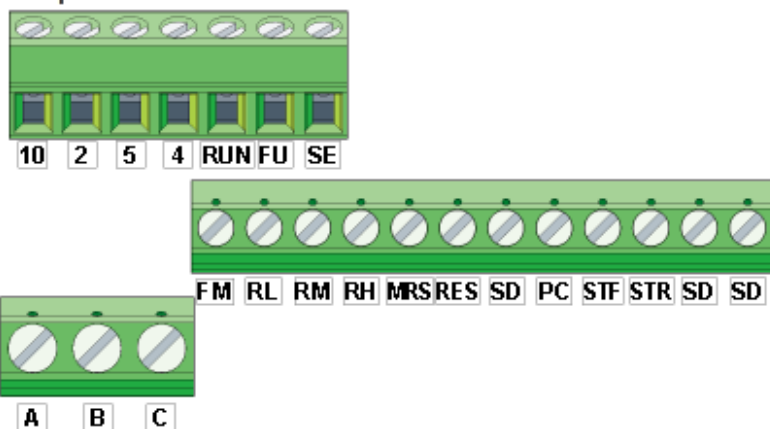 10 2 5 4 RUN FU SE
FM RL RM RH MRS RES SD PC STF STR SD SD
A B C